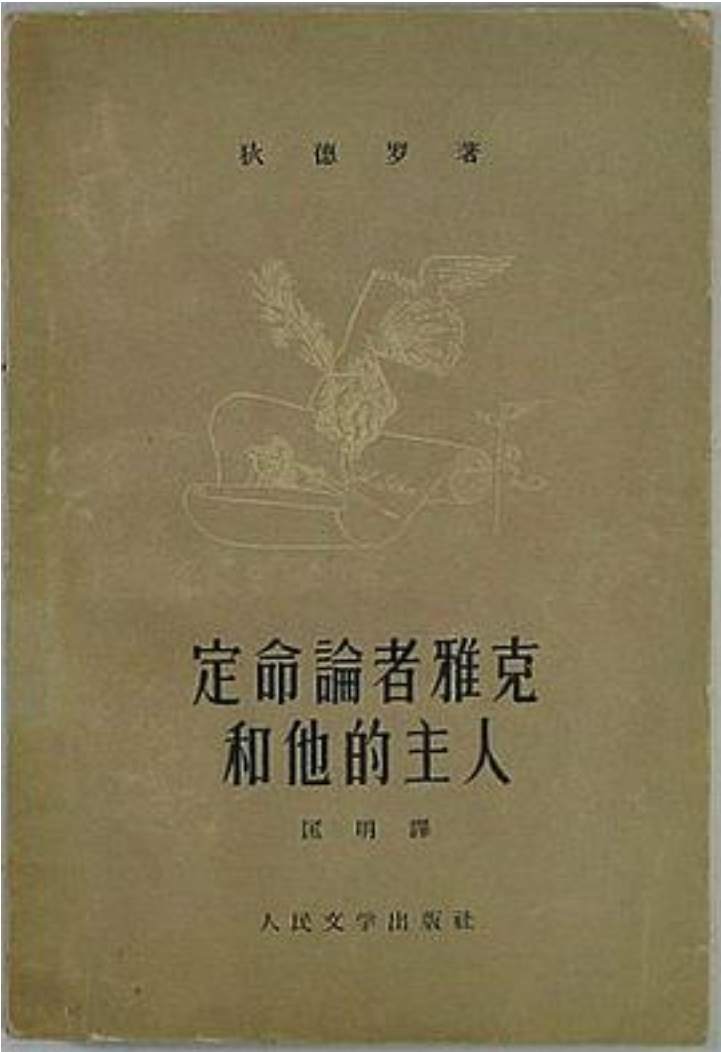 狄德罗著
定命論者雅克
和他的主人
匡明譯
人民文学出版社